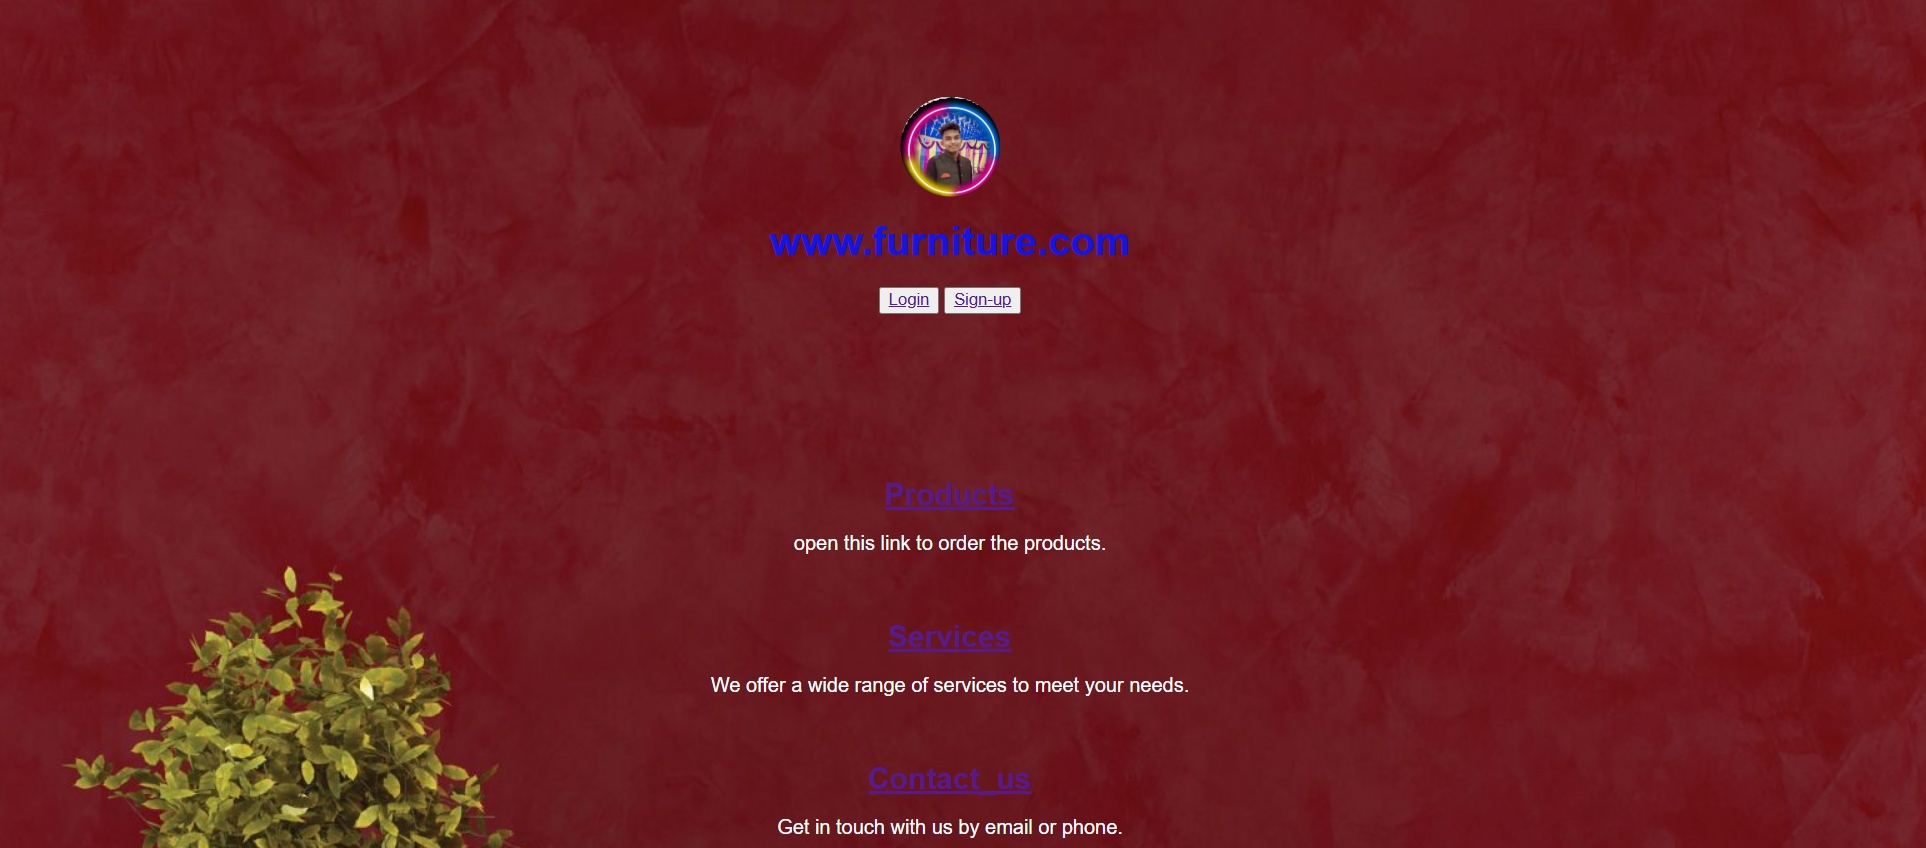 www.furniture.com
Login Sign-up
Products
open this link to order the products.
Services
We offer a wide range of services to meet your needs.
Contact_us
Get in touch with us by email or phone.